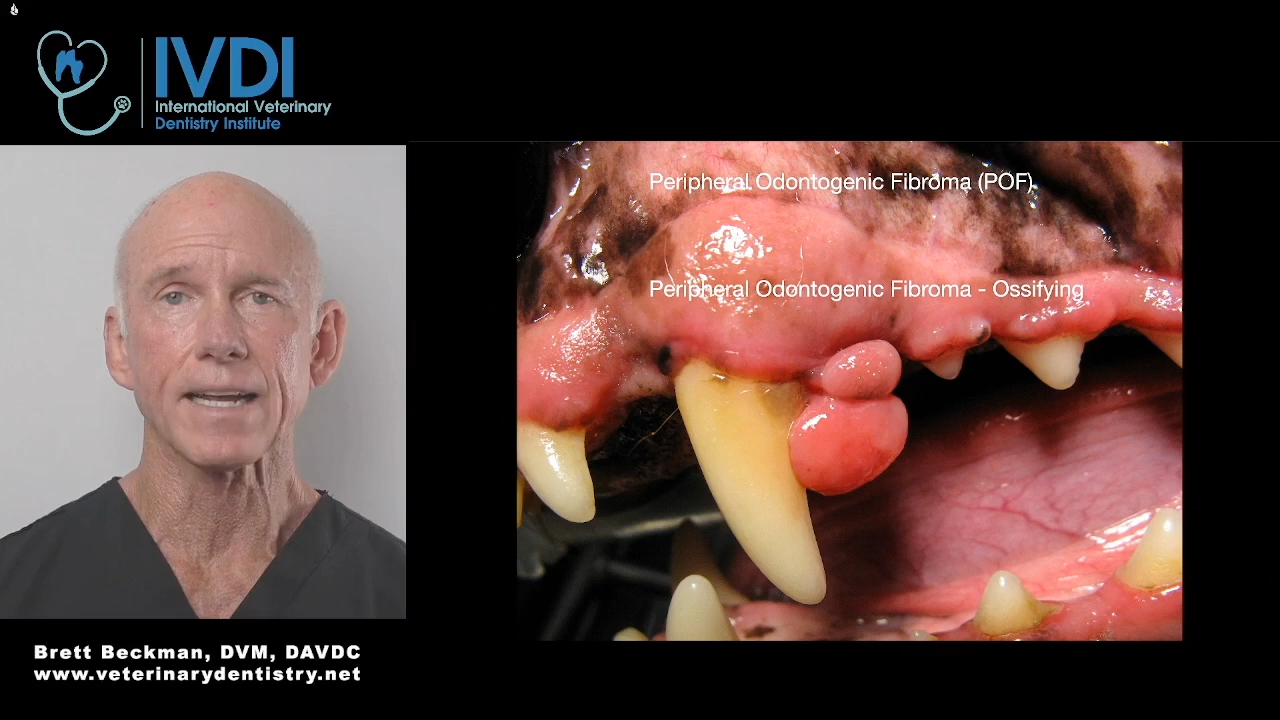 IVDI
International Veterinary
Dentistry Institute
Peripheral Odontogenic Fibroma (POF)
Peripheral Odontogenic Fibroma - Ossifying
Brett Beckman, DVM, DAVDC
www.veterinarydentistry.net